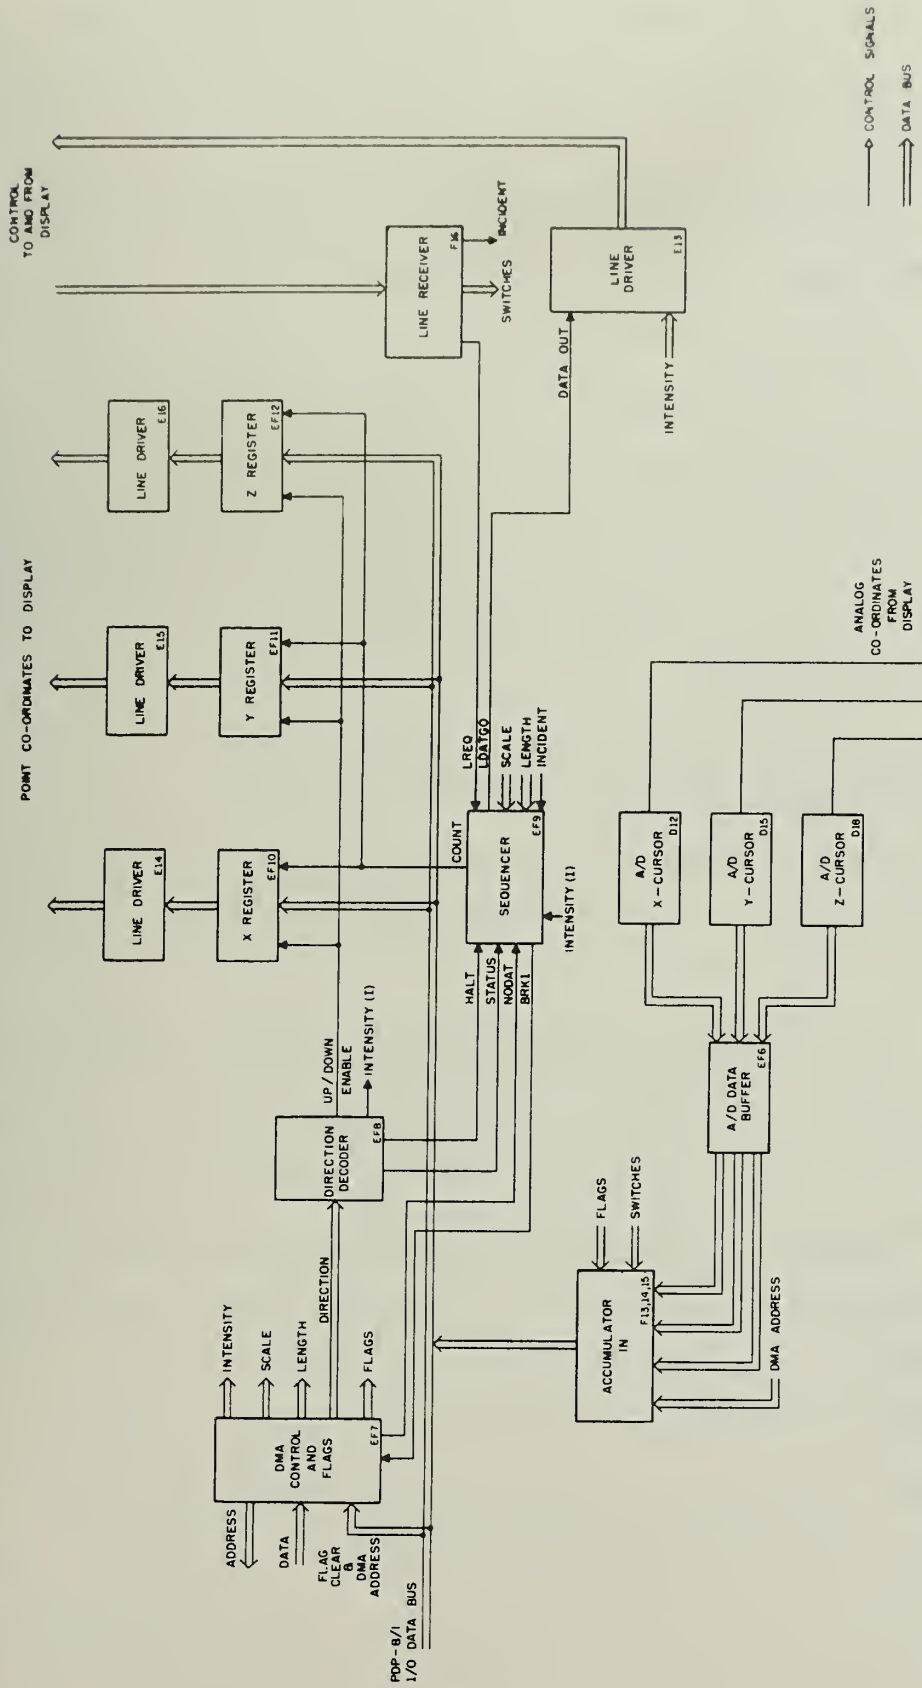 CONTROL
TO AND FROM
DISPLAY
POINT CO-ORDINATES TO DISPLAY
LINE DRIVER
E14
LINE DRIVER
E15
LINE DRIVER
E16
X REGISTER
EF10
Y REGISTER
EF11
Z REGISTER
EF12
LINE RECEIVER
F16
SWITCHES
INCIDENT
LINE
DRIVER
E13
DATA OUT
INTENSITY
CONTROL SIGNALS
DATA BUS
ADDRESS
DATA
FLAG
CLEAR
&
DMA
ADDRESS
PDP-8/I
I/O DATA BUS
DMA
CONTROL
AND
FLAGS
EF7
INTENSITY
SCALE
LENGTH
DIRECTION
FLAGS
DIRECTION
DECODER
EF8
UP/DOWN
ENABLE
INTENSITY (I)
HALT
STATUS
NODAT
BRK1
SEQUENCER
EF9
COUNT
LREQ
LDATGO
SCALE
LENGTH
INCIDENT
INTENSITY (I)
ACCUMULATOR
IN
F13,14,15
FLAGS
SWITCHES
DMA ADDRESS
A/D DATA
BUFFER
EF6
A/D
X-CURSOR
D12
A/D
Y-CURSOR
D15
A/D
Z-CURSOR
D18
ANALOG
CO-ORDINATES
FROM
DISPLAY